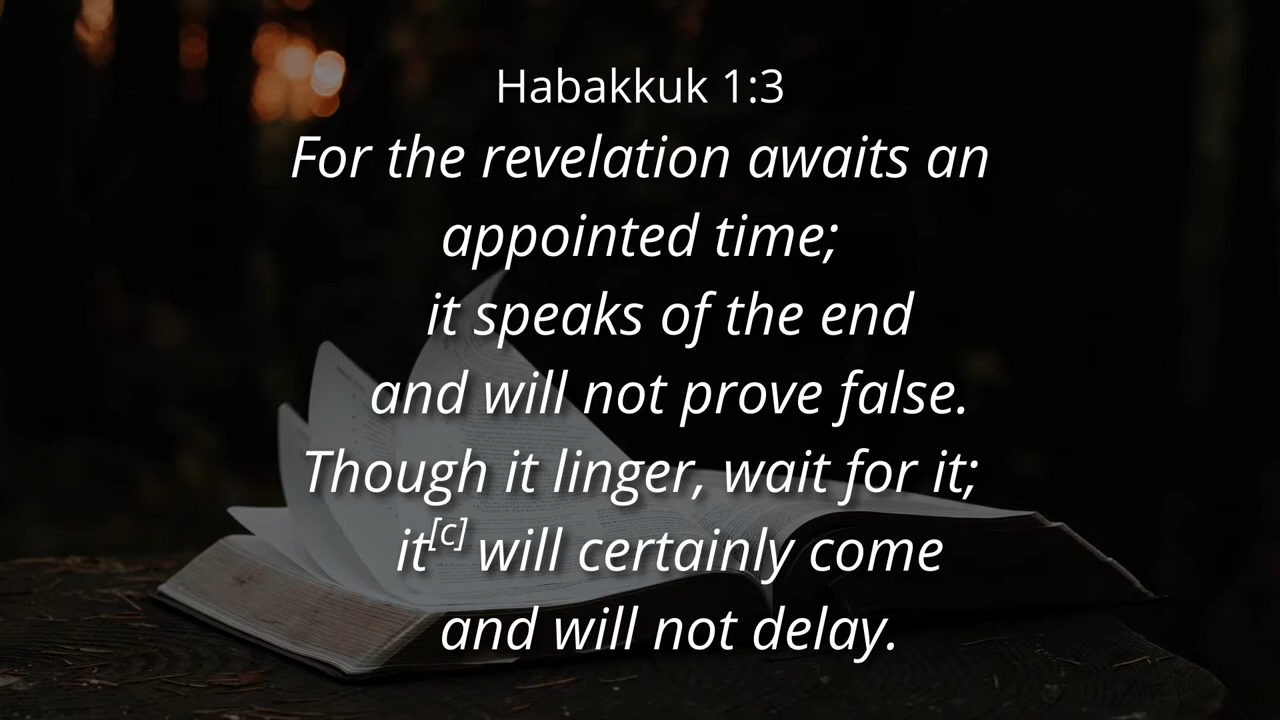 Habakkuk 1:3
For the revelation awaits an
appointed time;
it speaks of the end
and will not prove false.
Though it linger, wait for it;
it[c] will certainly come
and will not delay.